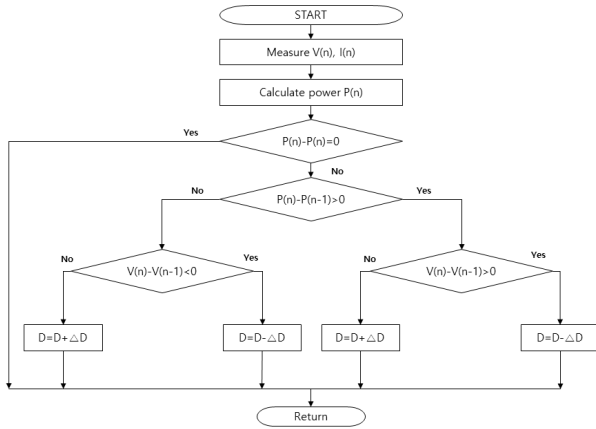 START
Measure V(n), I(n)
Calculate power P(n)
Yes
P(n)-P(n)=0
No
No
P(n)-P(n-1)>0
Yes
No
V(n)-V(n-1)<0
Yes
No
V(n)-V(n-1)>0
Yes
D=D+△D
D=D-△D
D=D+△D
D=D-△D
Return